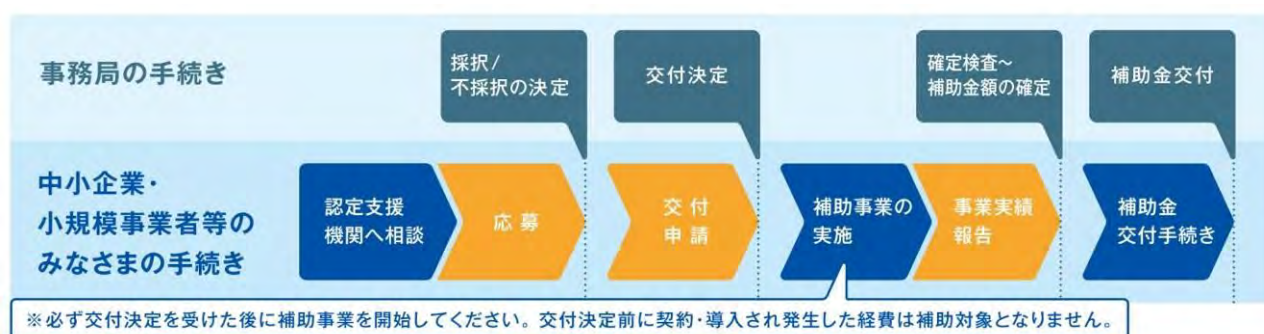 事務局の手続き
採択/
不採択の決定
交付決定
確定検査～
補助金額の確定
補助金交付
中小企業・
小規模事業者等の
みなさまの手続き
認定支援
機関へ相談
応募
交付
申請
補助事業の
実施
事業実績
報告
補助金
交付手続き
※必ず交付決定を受けた後に補助事業を開始してください。交付決定前に契約・導入され発生した経費は補助対象となりません。